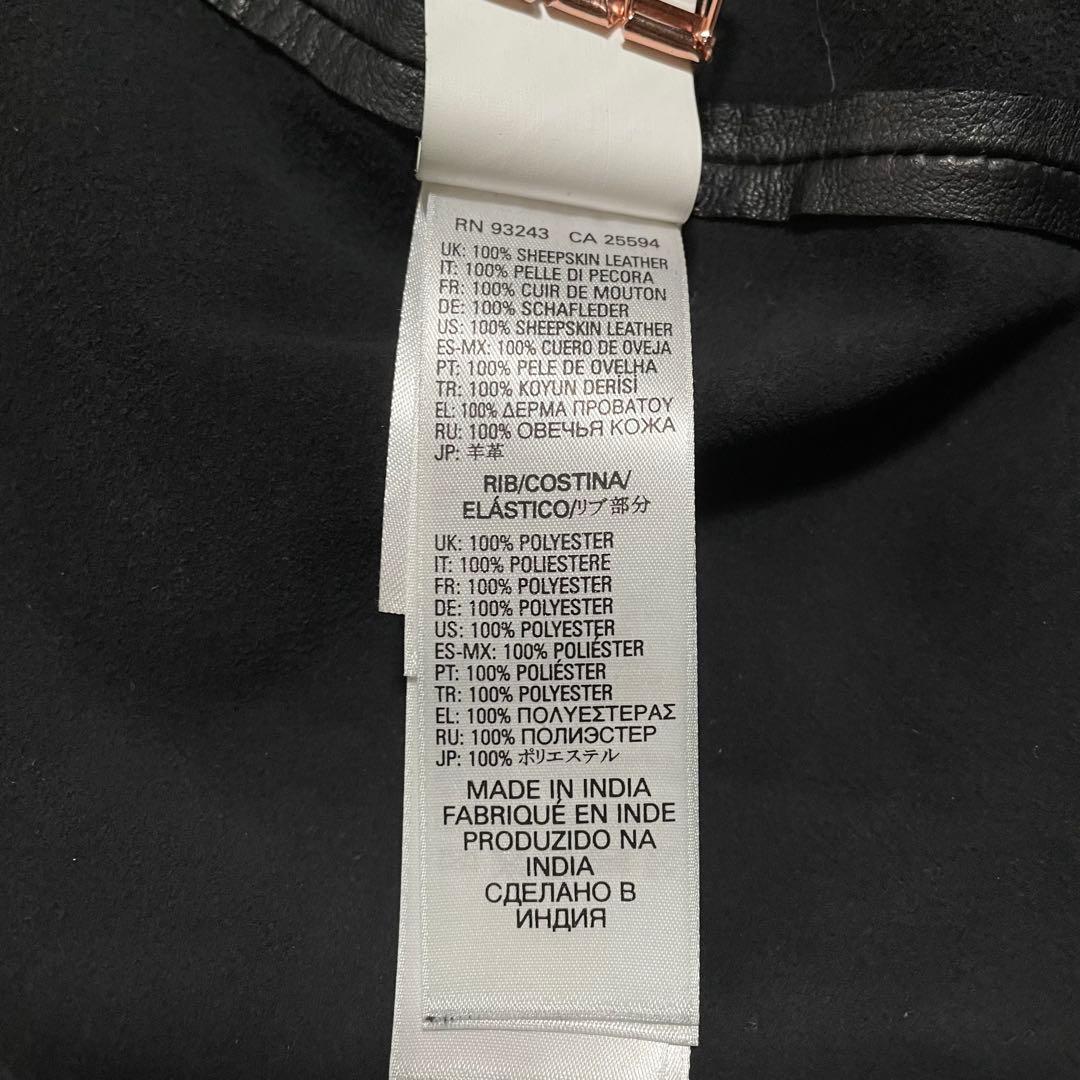 RN 93243 CA 25594
UK: 100% SHEEPSKIN LEATHER
IT: 100% PELLE DI PECORA
FR: 100% CUIR DE MOUTON
DE: 100% SCHAFLEDER
US: 100% SHEEPSKIN LEATHER
ES-MX: 100% CUERO DE OVEJA
PT: 100% PELE DE OVELHA
TR: 100% KOYUN DERİSİ
EL: 100% ΔΕΡΜΑ ΠΡΟΒΑΤΟΥ
RU: 100% ОВЕЧЬЯ КОЖА
JP: 羊革
RIB/COSTINA/
ELÁSTICO/リブ部分
UK: 100% POLYESTER
IT: 100% POLIESTERE
FR: 100% POLYESTER
DE: 100% POLYESTER
US: 100% POLYESTER
ES-MX: 100% POLIÉSTER
PT: 100% POLIÉSTER
TR: 100% POLYESTER
EL: 100% ΠΟΛΥΕΣΤΕΡΑΣ
RU: 100% ПОЛИЭСТЕР
JP: 100% ポリエステル
MADE IN INDIA
FABRIQUÉ EN INDE
PRODUZIDO NA
INDIA
СДЕЛАНО В
ИНДИЯ